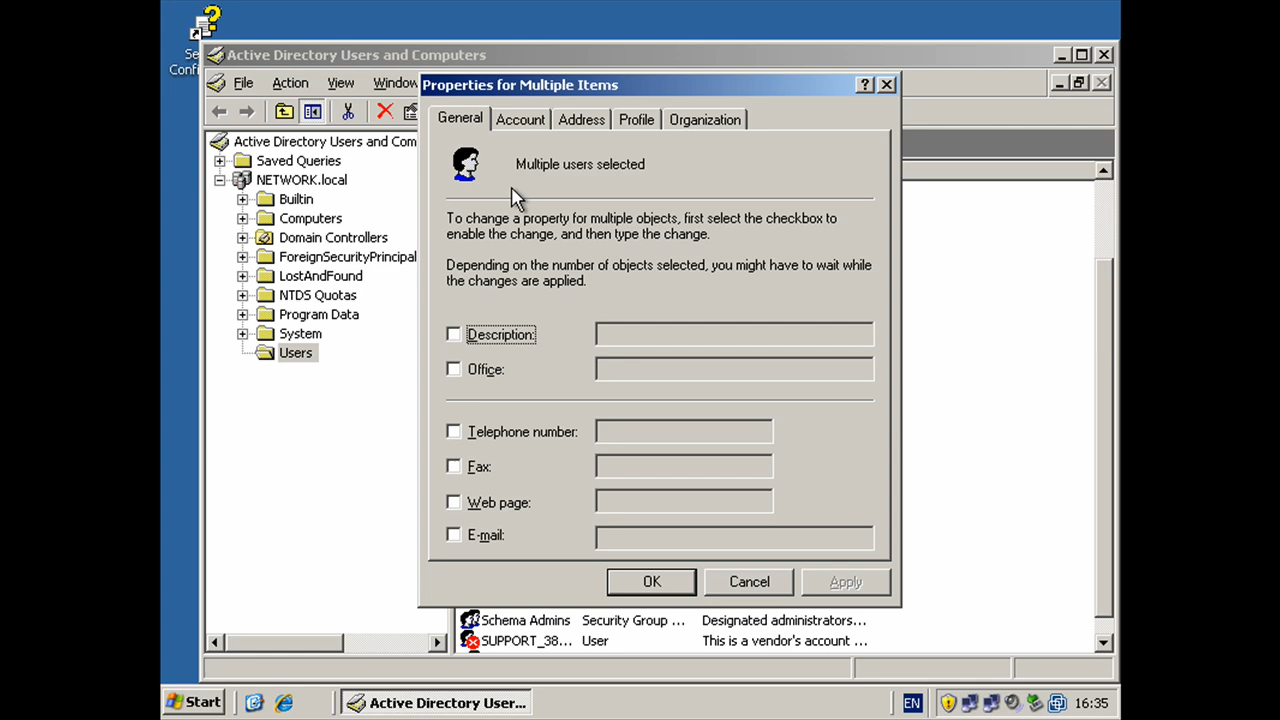 Se
Confi
Active Directory Users and Computers
File Action View Window
Properties for Multiple Items
General Account Address Profile Organization
Multiple users selected
To change a property for multiple objects, first select the checkbox to
enable the change, and then type the change.
Depending on the number of objects selected, you might have to wait while
the changes are applied.
Description:
Office:
Telephone number:
Fax:
Web page:
E-mail:
OK Cancel Apply
Active Directory Users and Com
Saved Queries
NETWORK.local
Builtin
Computers
Domain Controllers
ForeignSecurityPrincipal
LostAndFound
NTDS Quotas
Program Data
System
Users
Schema Admins Security Group ... Designated administrators...
SUPPORT_38... User This is a vendor's account ...
Start Active Directory User... EN 16:35